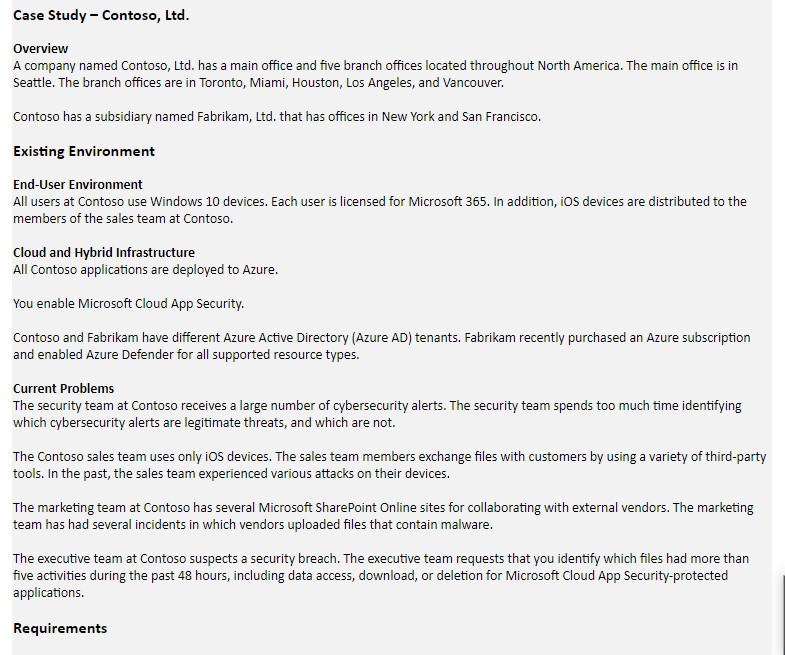 Case Study – Contoso, Ltd.
Overview
A company named Contoso, Ltd. has a main office and five branch offices located throughout North America. The main office is in
Seattle. The branch offices are in Toronto, Miami, Houston, Los Angeles, and Vancouver.
Contoso has a subsidiary named Fabrikam, Ltd. that has offices in New York and San Francisco.
Existing Environment
End-User Environment
All users at Contoso use Windows 10 devices. Each user is licensed for Microsoft 365. In addition, iOS devices are distributed to the
members of the sales team at Contoso.
Cloud and Hybrid Infrastructure
All Contoso applications are deployed to Azure.
You enable Microsoft Cloud App Security.
Contoso and Fabrikam have different Azure Active Directory (Azure AD) tenants. Fabrikam recently purchased an Azure subscription
and enabled Azure Defender for all supported resource types.
Current Problems
The security team at Contoso receives a large number of cybersecurity alerts. The security team spends too much time identifying
which cybersecurity alerts are legitimate threats, and which are not.
The Contoso sales team uses only iOS devices. The sales team members exchange files with customers by using a variety of third-party
tools. In the past, the sales team experienced various attacks on their devices.
The marketing team at Contoso has several Microsoft SharePoint Online sites for collaborating with external vendors. The marketing
team has had several incidents in which vendors uploaded files that contain malware.
The executive team at Contoso suspects a security breach. The executive team requests that you identify which files had more than
five activities during the past 48 hours, including data access, download, or deletion for Microsoft Cloud App Security-protected
applications.
Requirements